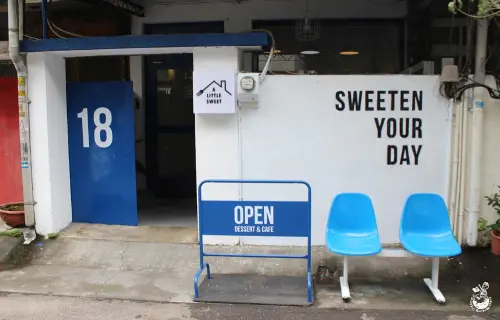 18
A
LITTLE
SWEET
SWEETEN
YOUR
DAY
OPEN
DESSERT & CAFE